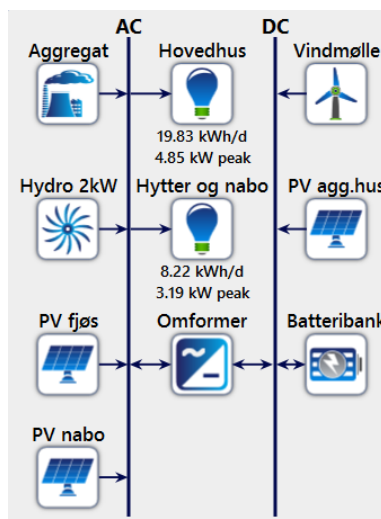 AC DC
Aggregat Hovedhus Vindmølle
19.83 kWh/d
4.85 kW peak
Hydro 2kW Hytter og nabo PV agg.hus
8.22 kWh/d
3.19 kW peak
PV fjøs Omformer Batteribank
PV nabo